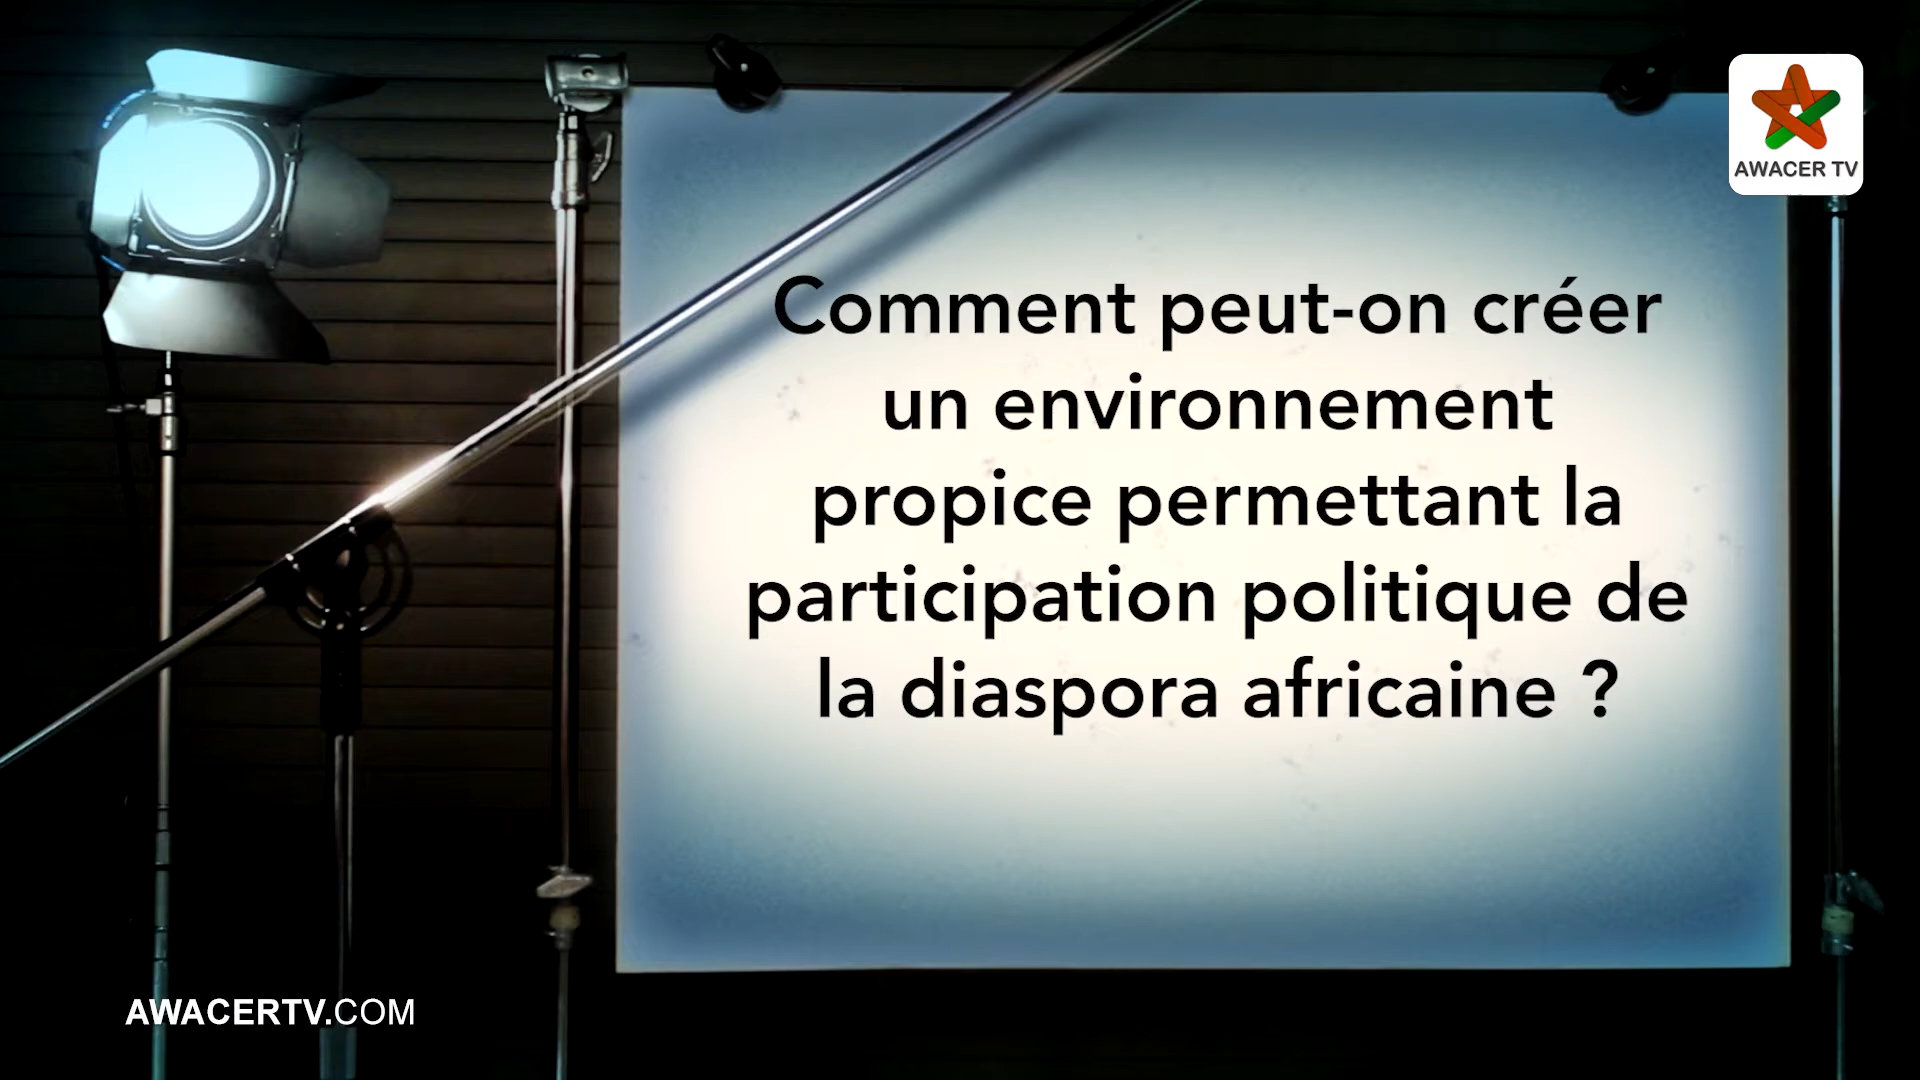 AWACER TV
Comment peut-on créer
un environnement
propice permettant la
participation politique de
la diaspora africaine ?
AWACERTV.COM